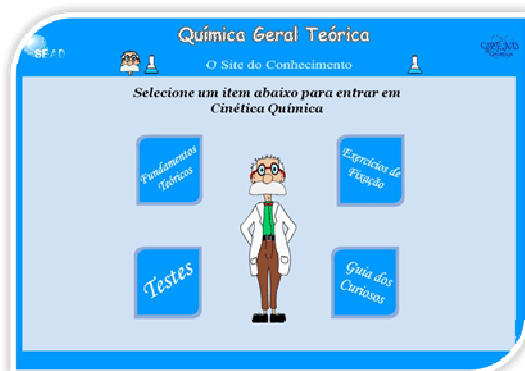 Química Geral Teórica
SEAD
O Site do Conhecimento
Selecione um item abaixo para entrar em
Cinética Química
Fundamentos
Teóricos
Exercícios de
Fixação
Testes
Guia dos
Curiosos